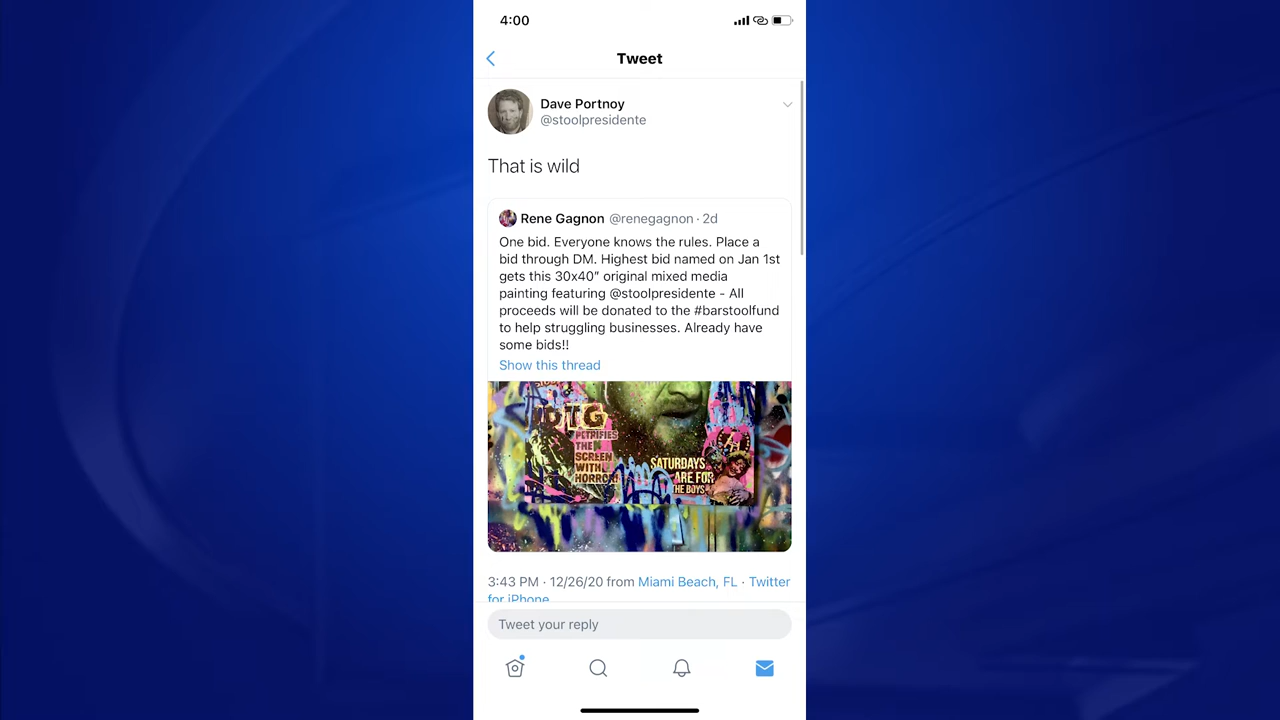 4:00
Tweet
Dave Portnoy
@stoolpresidente
That is wild
Rene Gagnon @renegagnon · 2d
One bid. Everyone knows the rules. Place a
bid through DM. Highest bid named on Jan 1st
gets this 30x40” original mixed media
painting featuring @stoolpresidente - All
proceeds will be donated to the #barstoolfund
to help struggling businesses. Already have
some bids!!
Show this thread
DTG
PETRIFIES
THE
SCREEN
WITH
HORROR!
SATURDAYS
ARE FOR
THE BOYS
3:43 PM · 12/26/20 from Miami Beach, FL · Twitter
for iPhone
Tweet your reply